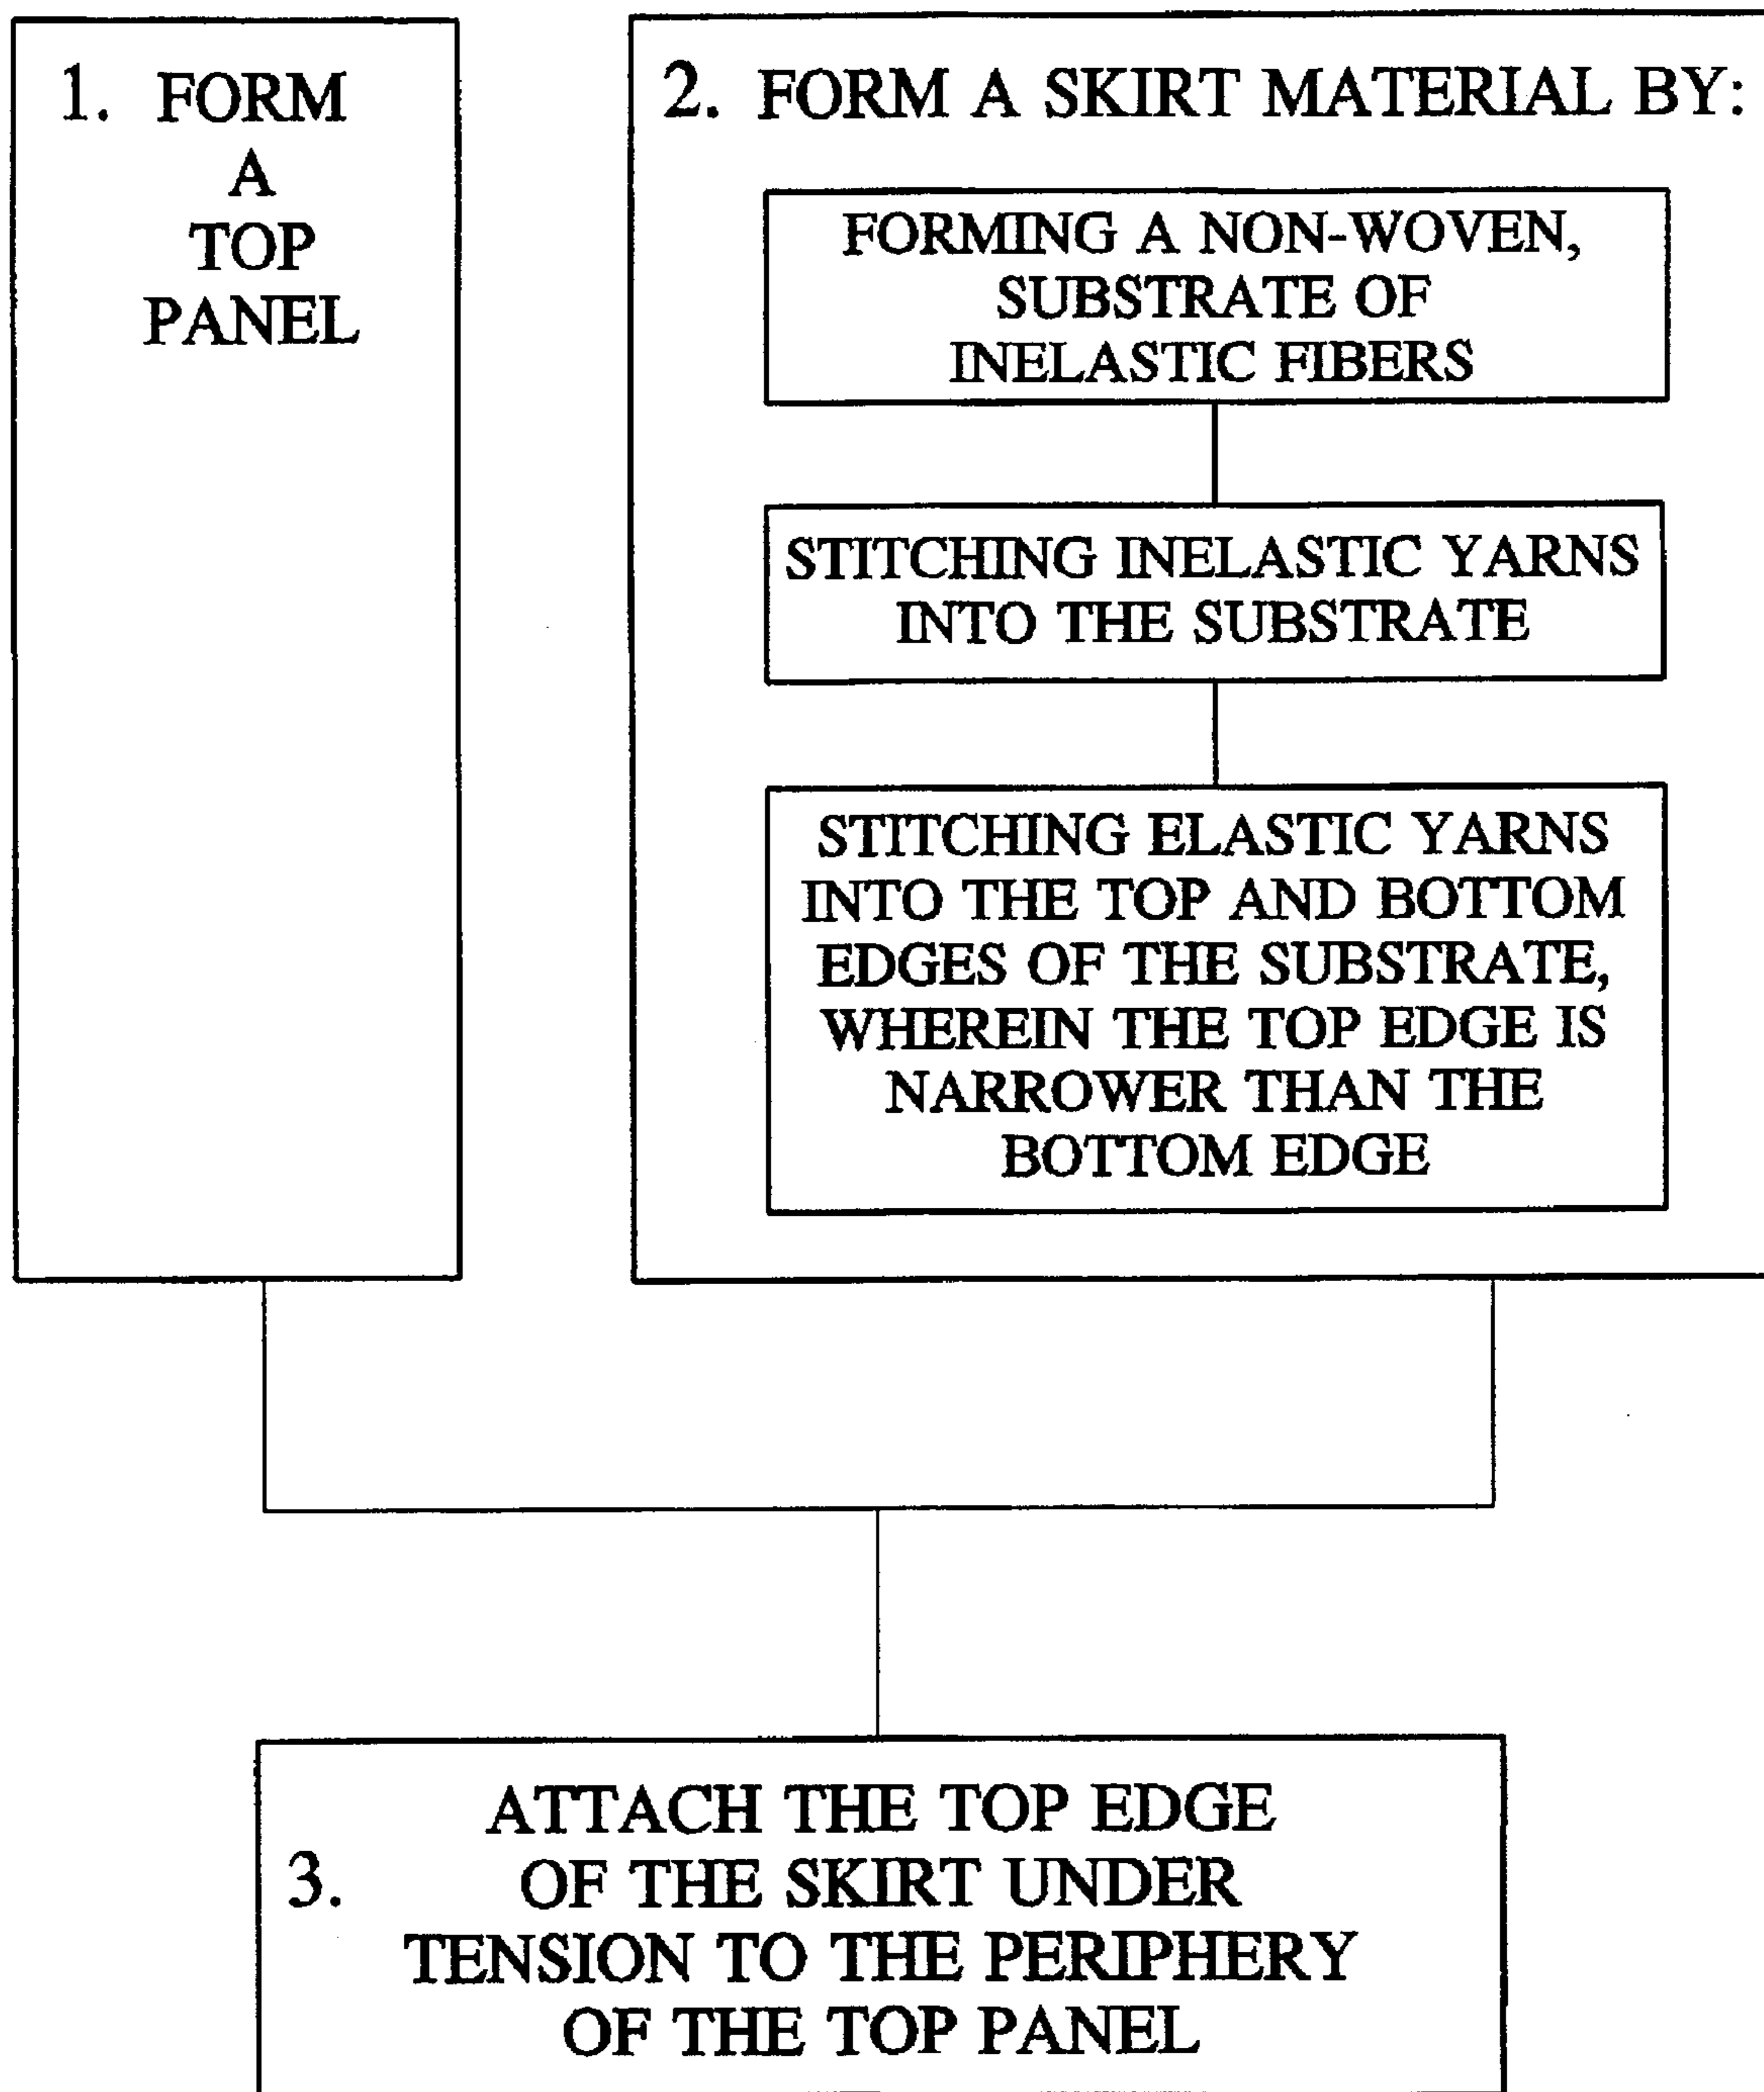 1. FORM
A
TOP
PANEL
2. FORM A SKIRT MATERIAL BY:
FORMING A NON-WOVEN,
SUBSTRATE OF
INELASTIC FIBERS
STITCHING INELASTIC YARNS
INTO THE SUBSTRATE
STITCHING ELASTIC YARNS
INTO THE TOP AND BOTTOM
EDGES OF THE SUBSTRATE,
WHEREIN THE TOP EDGE IS
NARROWER THAN THE
BOTTOM EDGE
ATTACH THE TOP EDGE
3. OF THE SKIRT UNDER
TENSION TO THE PERIPHERY
OF THE TOP PANEL